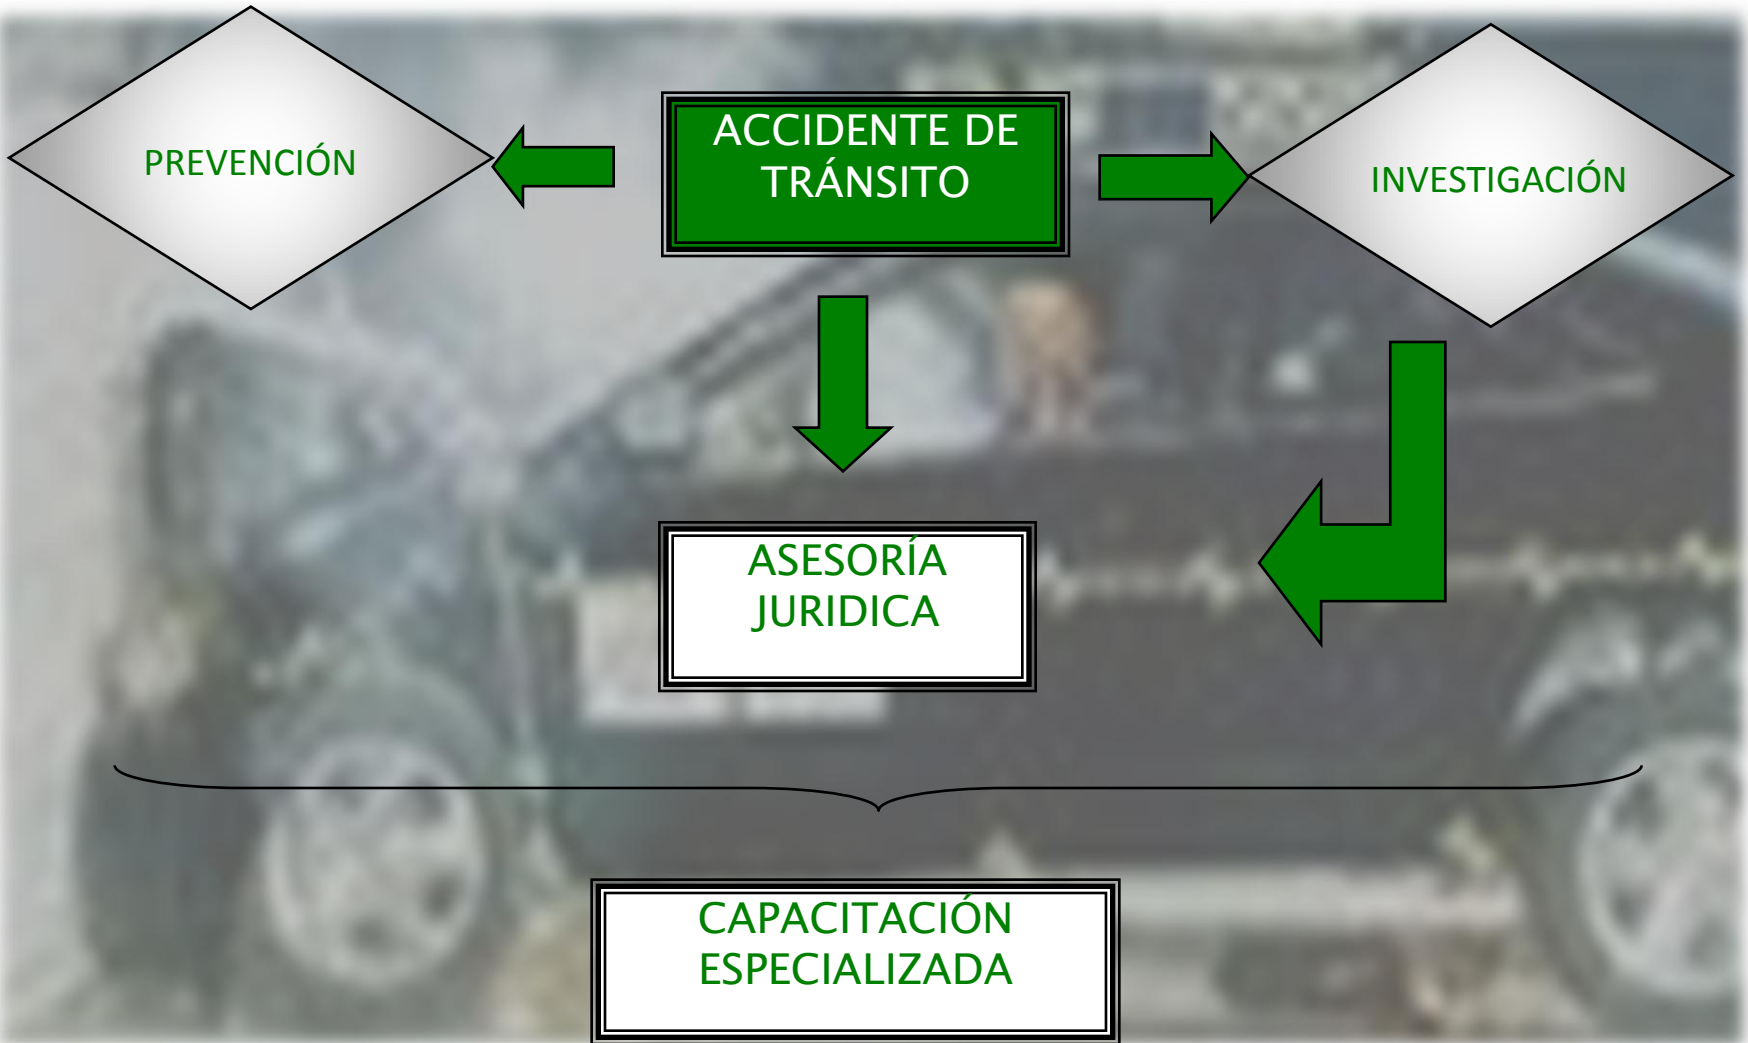 PREVENCIÓN
ACCIDENTE DE
TRÁNSITO
INVESTIGACIÓN
ASESORÍA
JURIDICA
CAPACITACIÓN
ESPECIALIZADA